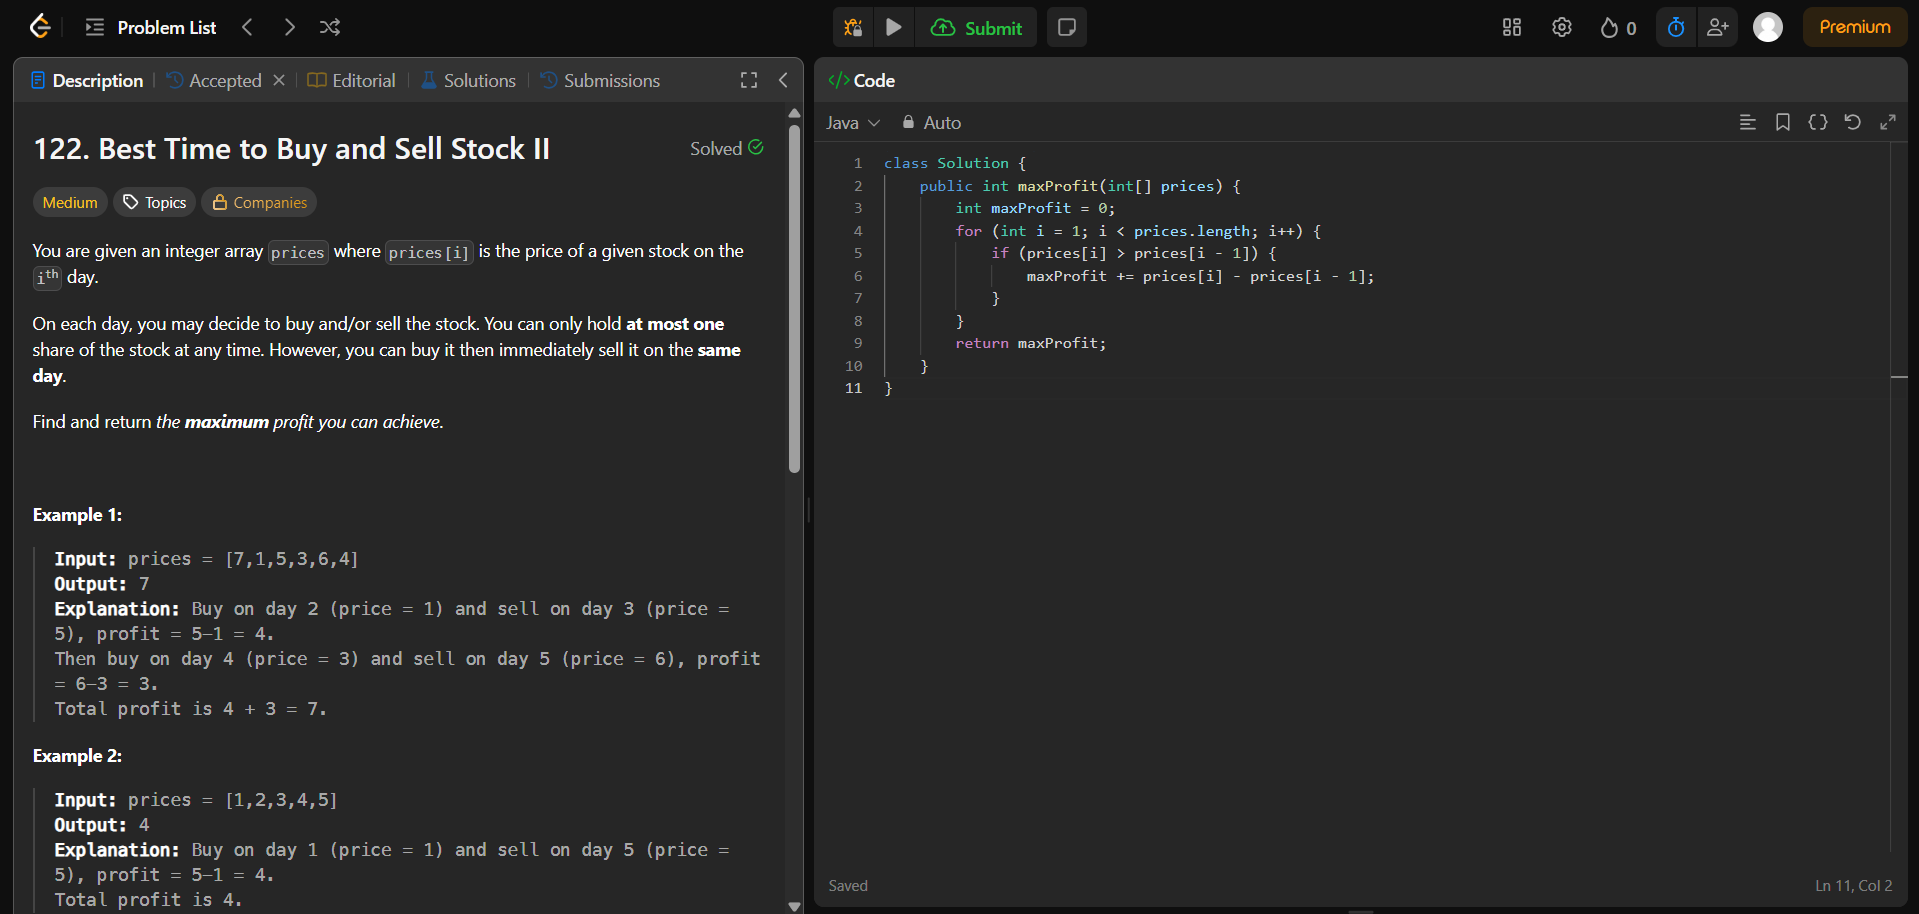 Problem List
Submit
0
Premium
Description
Accepted
Editorial
Solutions
Submissions
122. Best Time to Buy and Sell Stock II
Solved
Medium
Topics
Companies
You are given an integer array prices where prices[i] is the price of a given stock on the
ith day.
On each day, you may decide to buy and/or sell the stock. You can only hold at most one
share of the stock at any time. However, you can buy it then immediately sell it on the same
day.
Find and return the maximum profit you can achieve.
Example 1:
Input: prices = [7,1,5,3,6,4]
Output: 7
Explanation: Buy on day 2 (price = 1) and sell on day 3 (price =
5), profit = 5-1 = 4.
Then buy on day 4 (price = 3) and sell on day 5 (price = 6), profit
= 6-3 = 3.
Total profit is 4 + 3 = 7.
Example 2:
Input: prices = [1,2,3,4,5]
Output: 4
Explanation: Buy on day 1 (price = 1) and sell on day 5 (price =
5), profit = 5-1 = 4.
Total profit is 4.
</> Code
Java
Auto
1 class Solution {
2 public int maxProfit(int[] prices) {
3 int maxProfit = 0;
4 for (int i = 1; i < prices.length; i++) {
5 if (prices[i] > prices[i - 1]) {
6 maxProfit += prices[i] - prices[i - 1];
7 }
8 }
9 return maxProfit;
10 }
11 }
Saved
Ln 11, Col 2